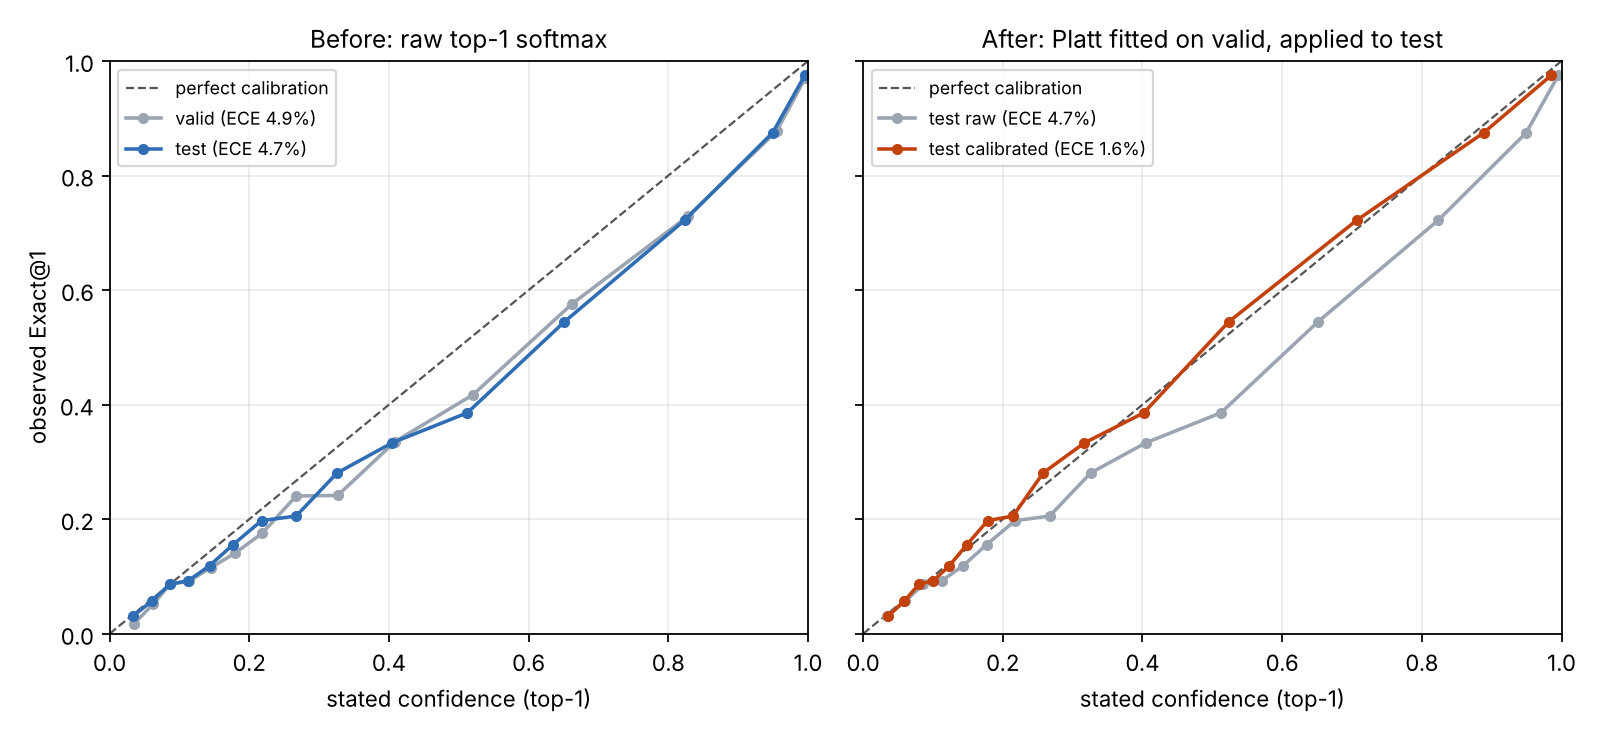 Before: raw top-1 softmax
perfect calibration
valid (ECE 4.9%)
test (ECE 4.7%)
observed Exact@1
1.0
0.8
0.6
0.4
0.2
0.0
0.0 0.2 0.4 0.6 0.8 1.0
stated confidence (top-1)
After: Platt fitted on valid, applied to test
perfect calibration
test raw (ECE 4.7%)
test calibrated (ECE 1.6%)
0.0 0.2 0.4 0.6 0.8 1.0
stated confidence (top-1)